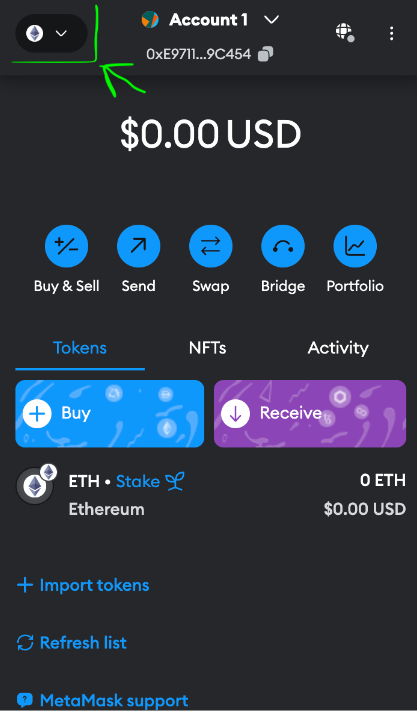 Account 1
0xE9711...9C454
$0.00 USD
Buy & Sell
Send
Swap
Bridge
Portfolio
Tokens
NFTs
Activity
Buy
Receive
ETH • Stake
0 ETH
Ethereum
$0.00 USD
+ Import tokens
Refresh list
MetaMask support